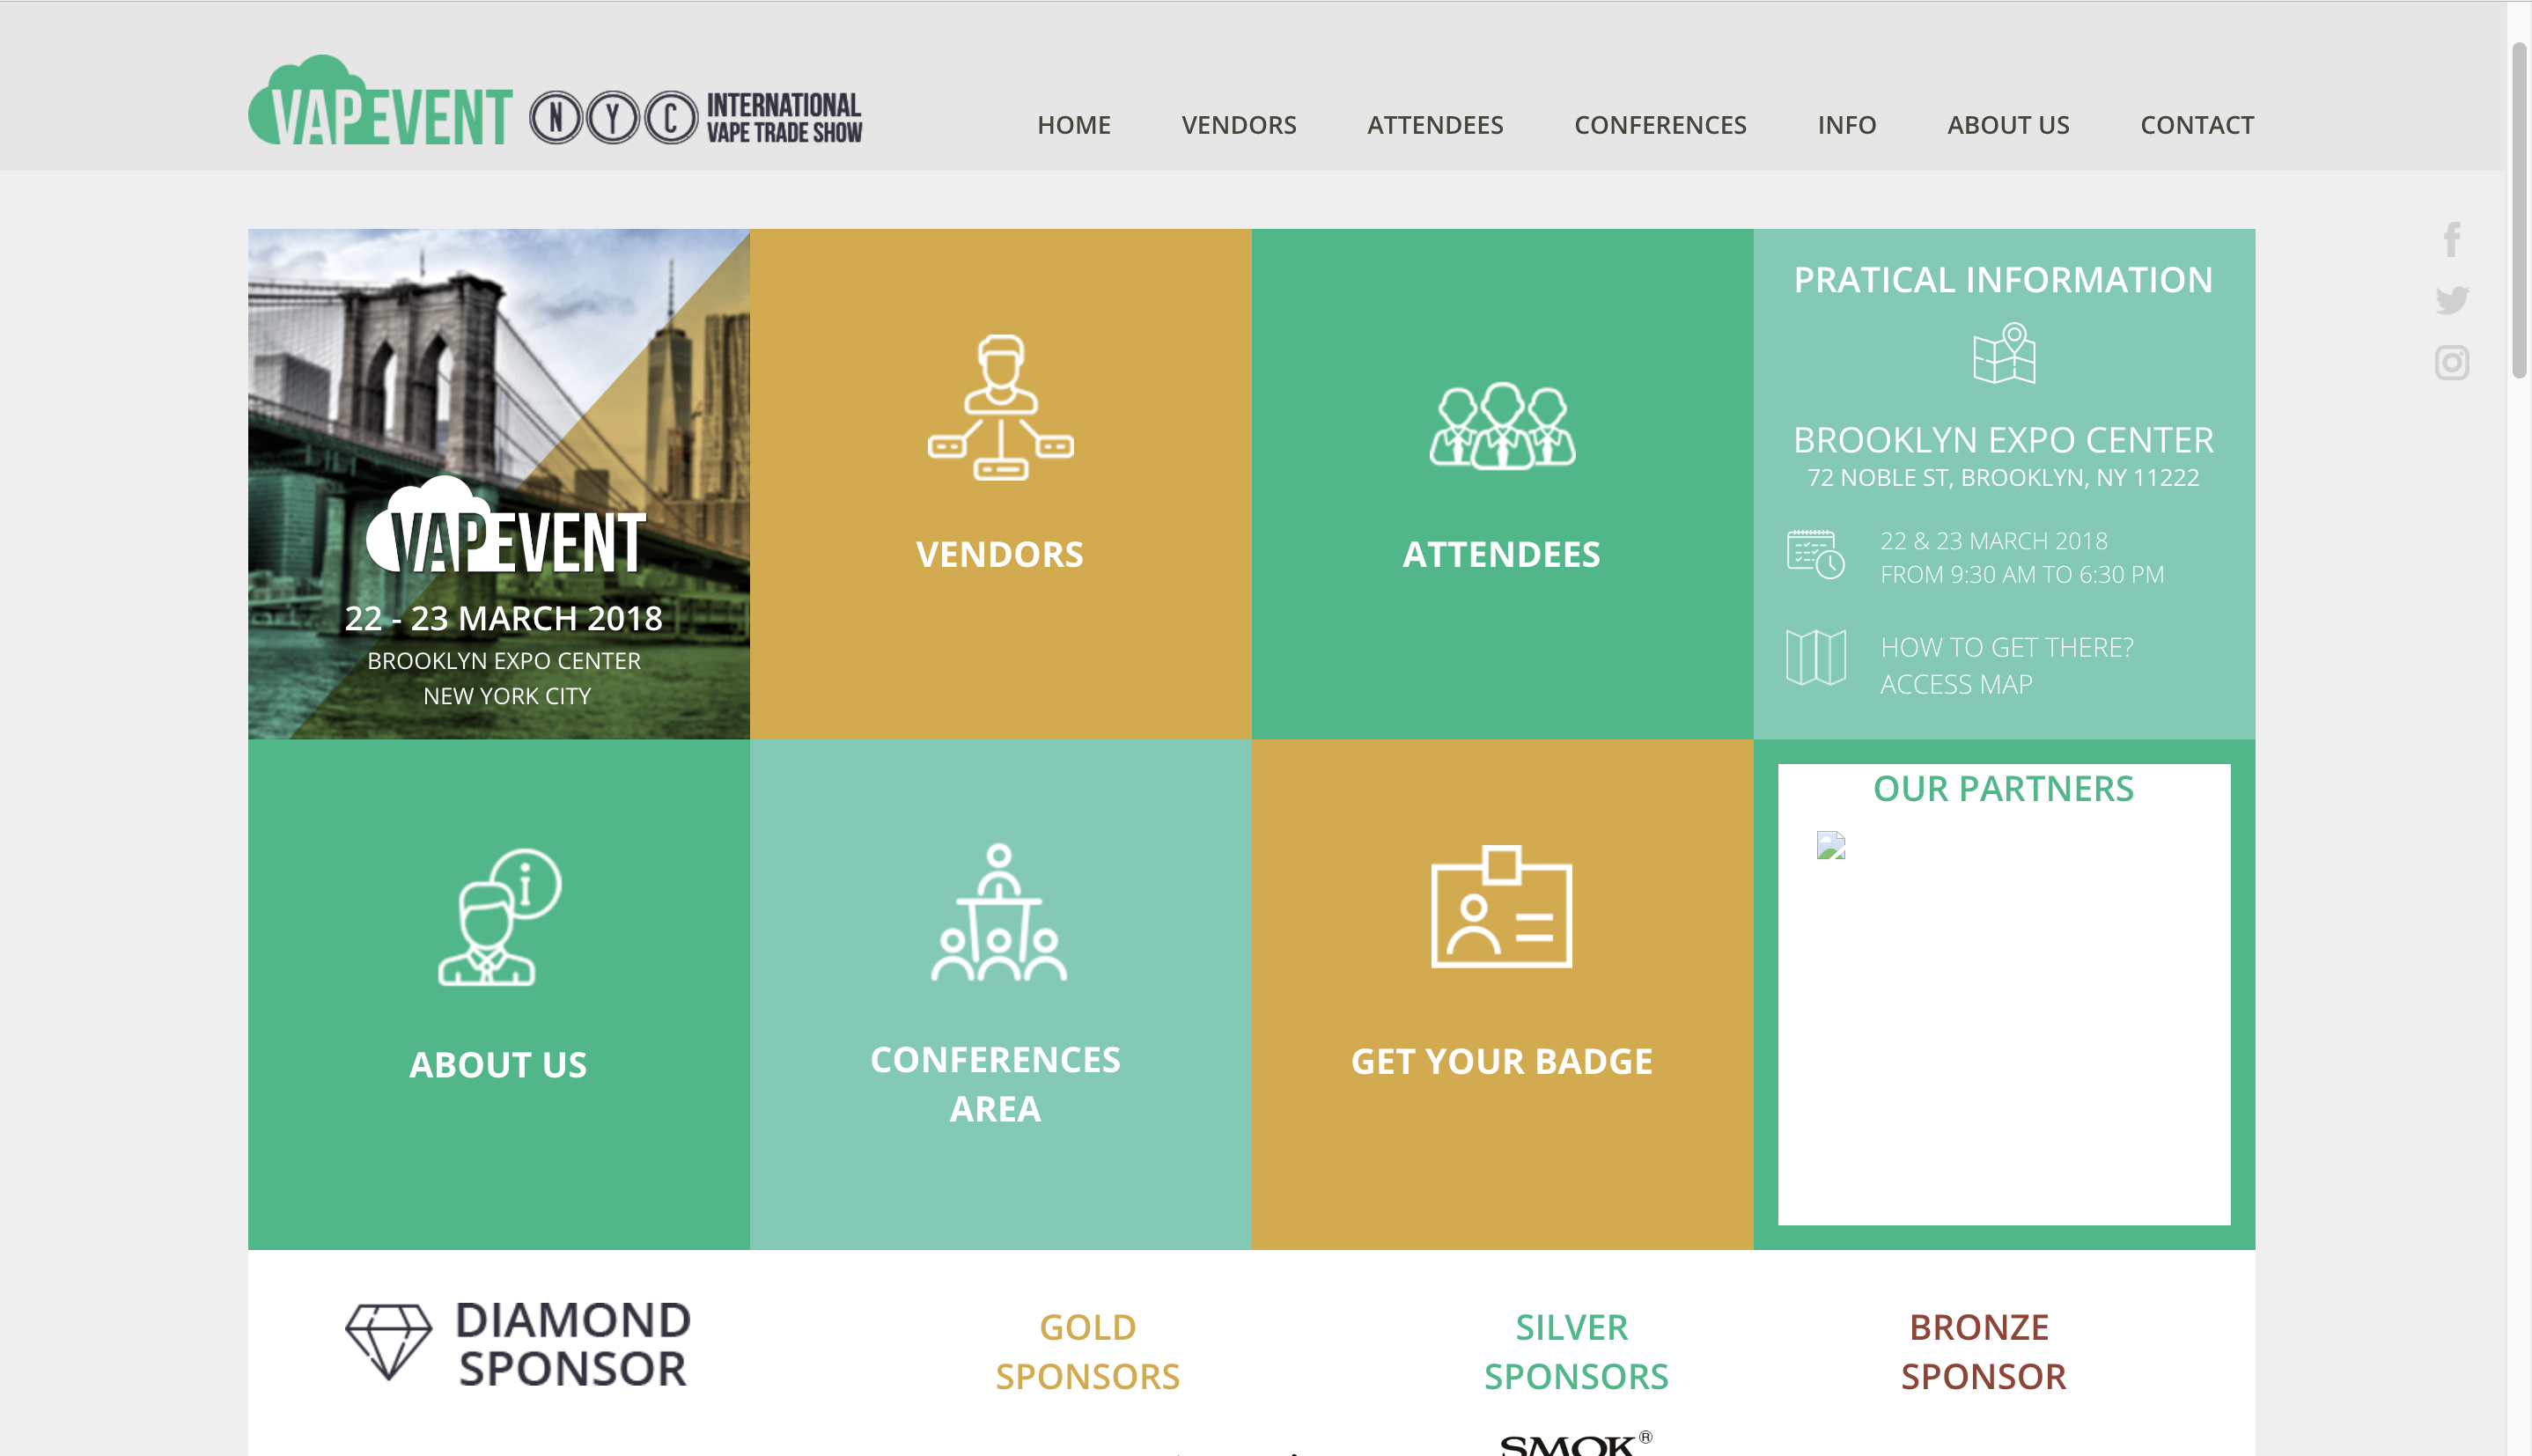 VAPEVENT NYC INTERNATIONAL
VAPE TRADE SHOW
HOME VENDORS ATTENDEES CONFERENCES INFO ABOUT US CONTACT
VAPEVENT
22 - 23 MARCH 2018
BROOKLYN EXPO CENTER
NEW YORK CITY
VENDORS
ATTENDEES
PRATICAL INFORMATION
BROOKLYN EXPO CENTER
72 NOBLE ST, BROOKLYN, NY 11222
22 & 23 MARCH 2018
FROM 9:30 AM TO 6:30 PM
HOW TO GET THERE?
ACCESS MAP
ABOUT US
CONFERENCES
AREA
GET YOUR BADGE
OUR PARTNERS
DIAMOND
SPONSOR
GOLD
SPONSORS
SILVER
SPONSORS
BRONZE
SPONSOR
SMOK®